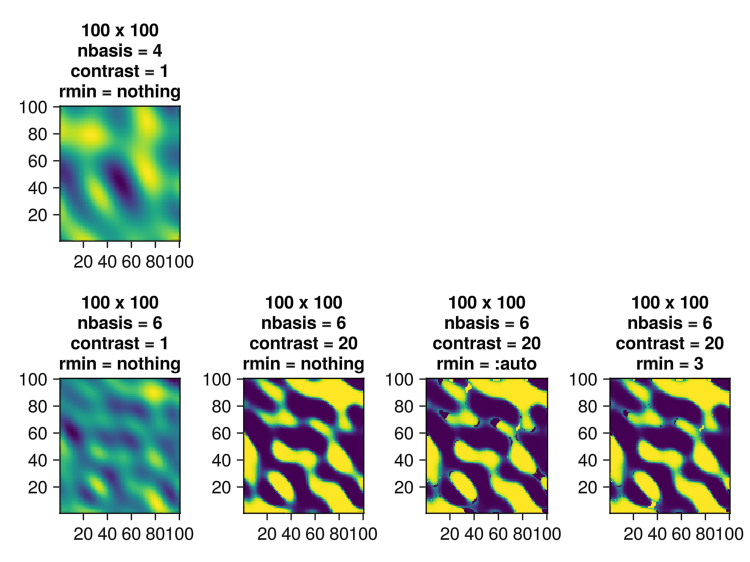 100 x 100
nbasis = 4
contrast = 1
rmin = nothing
100
80
60
40
20
20 40 60 80100
100 x 100
nbasis = 6
contrast = 1
rmin = nothing
100
80
60
40
20
20 40 60 80100
100 x 100
nbasis = 6
contrast = 20
rmin = nothing
100
80
60
40
20
20 40 60 80100
100 x 100
nbasis = 6
contrast = 20
rmin = :auto
100
80
60
40
20
20 40 60 80100
100 x 100
nbasis = 6
contrast = 20
rmin = 3
100
80
60
40
20
20 40 60 80100